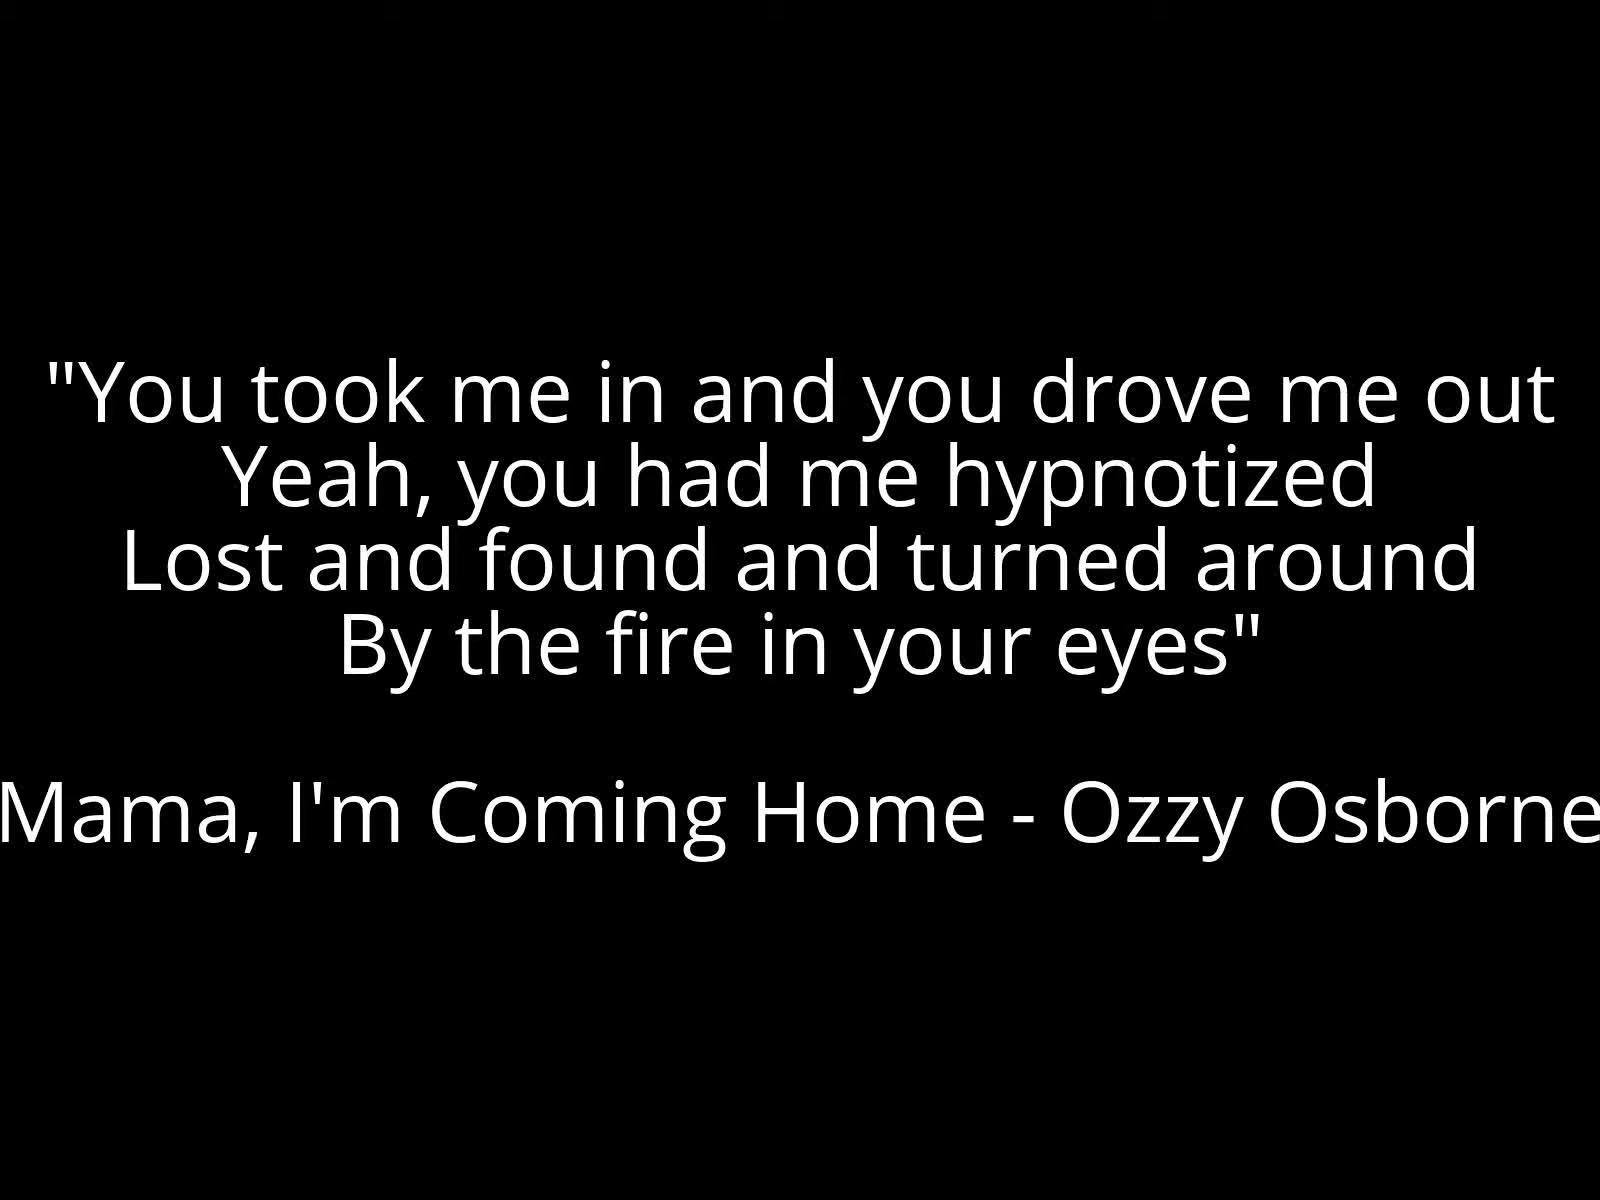 "You took me in and you drove me out
Yeah, you had me hypnotized
Lost and found and turned around
By the fire in your eyes"
Mama, I'm Coming Home - Ozzy Osborne